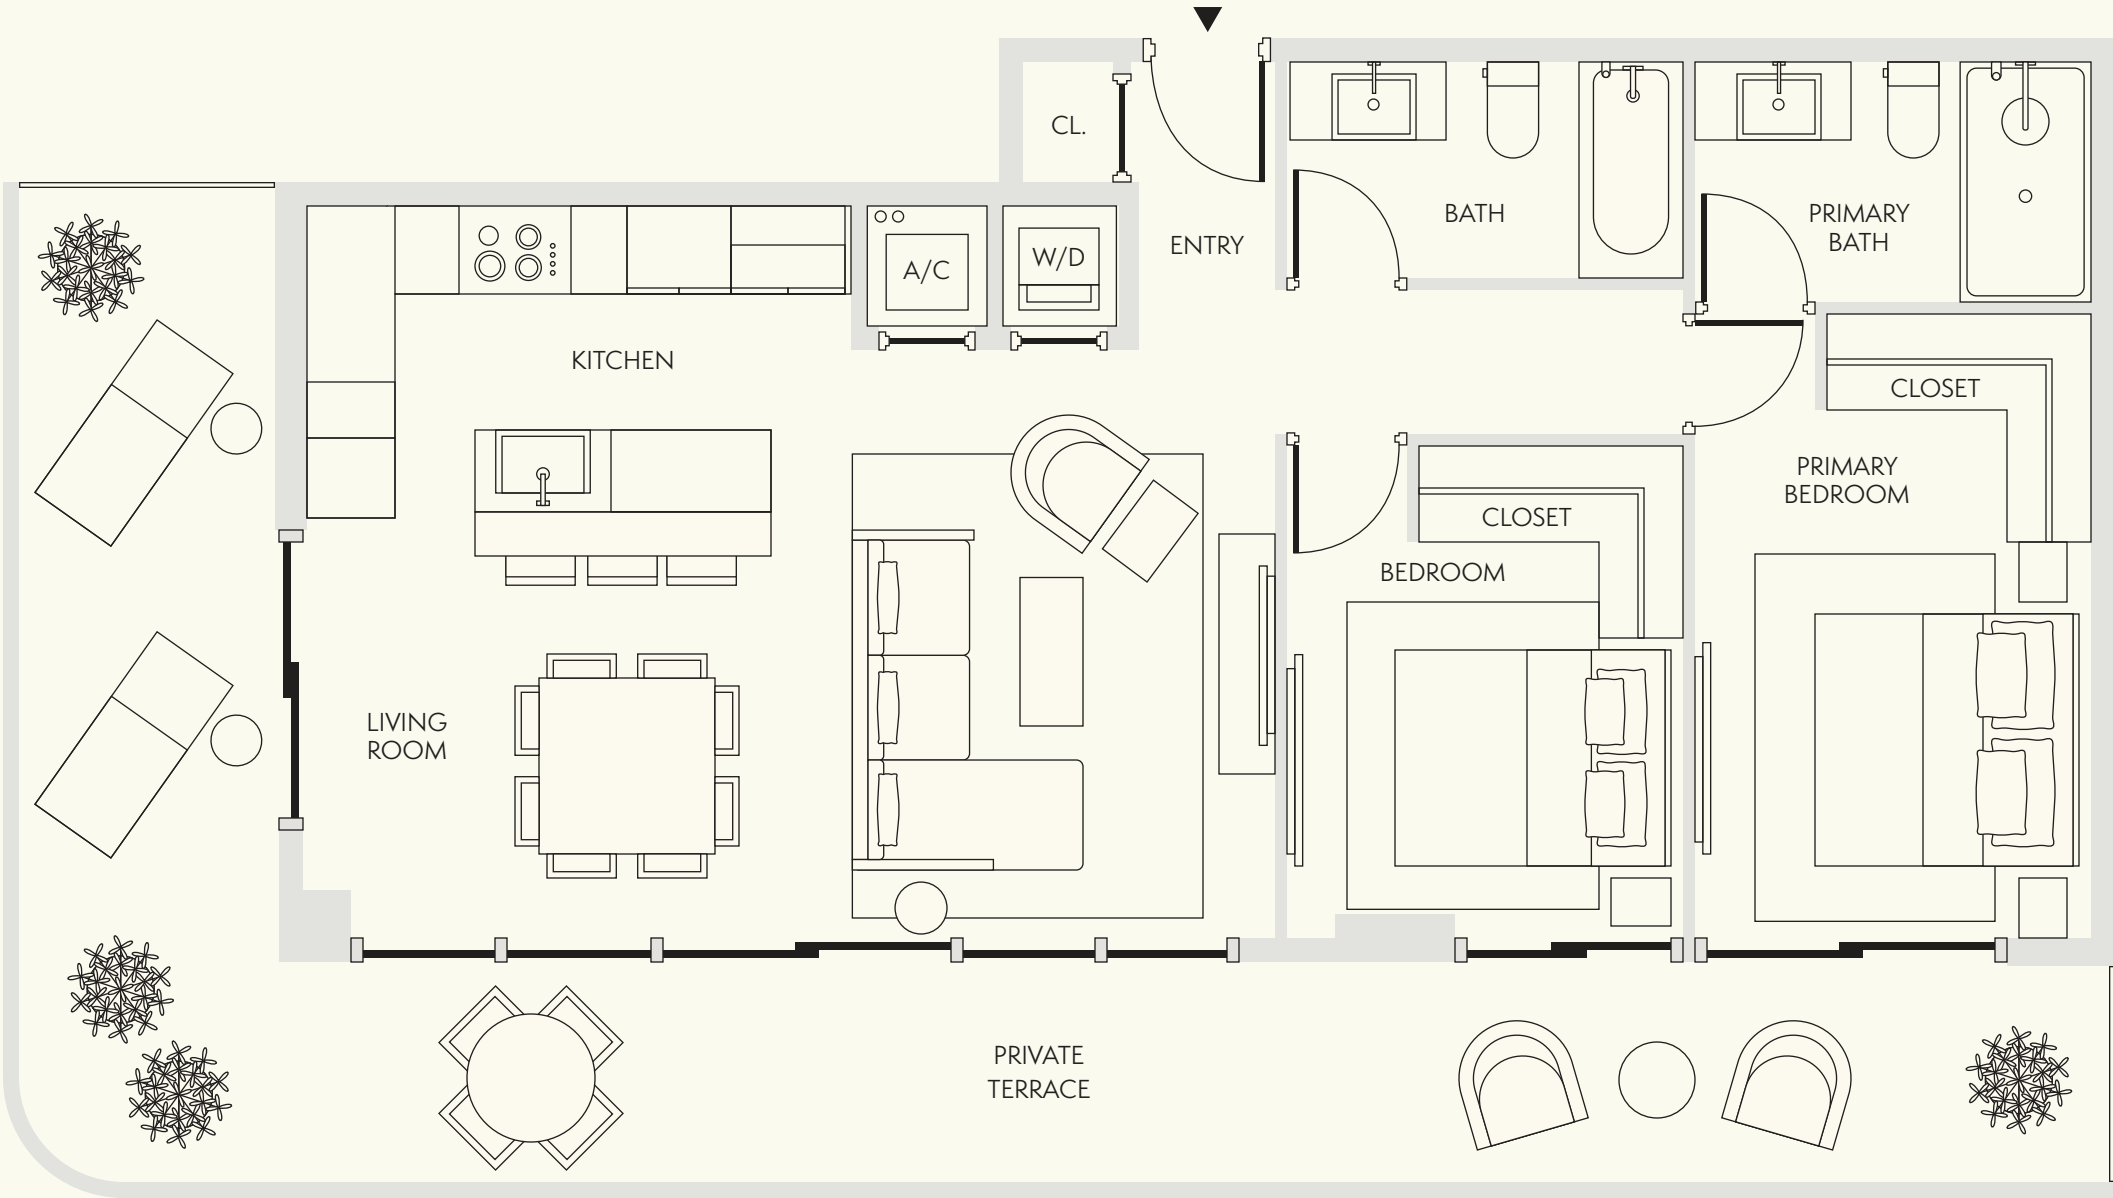 CL.
BATH
PRIMARY
BATH
ENTRY
A/C
W/D
KITCHEN
CLOSET
PRIMARY
BEDROOM
CLOSET
BEDROOM
LIVING
ROOM
PRIVATE
TERRACE